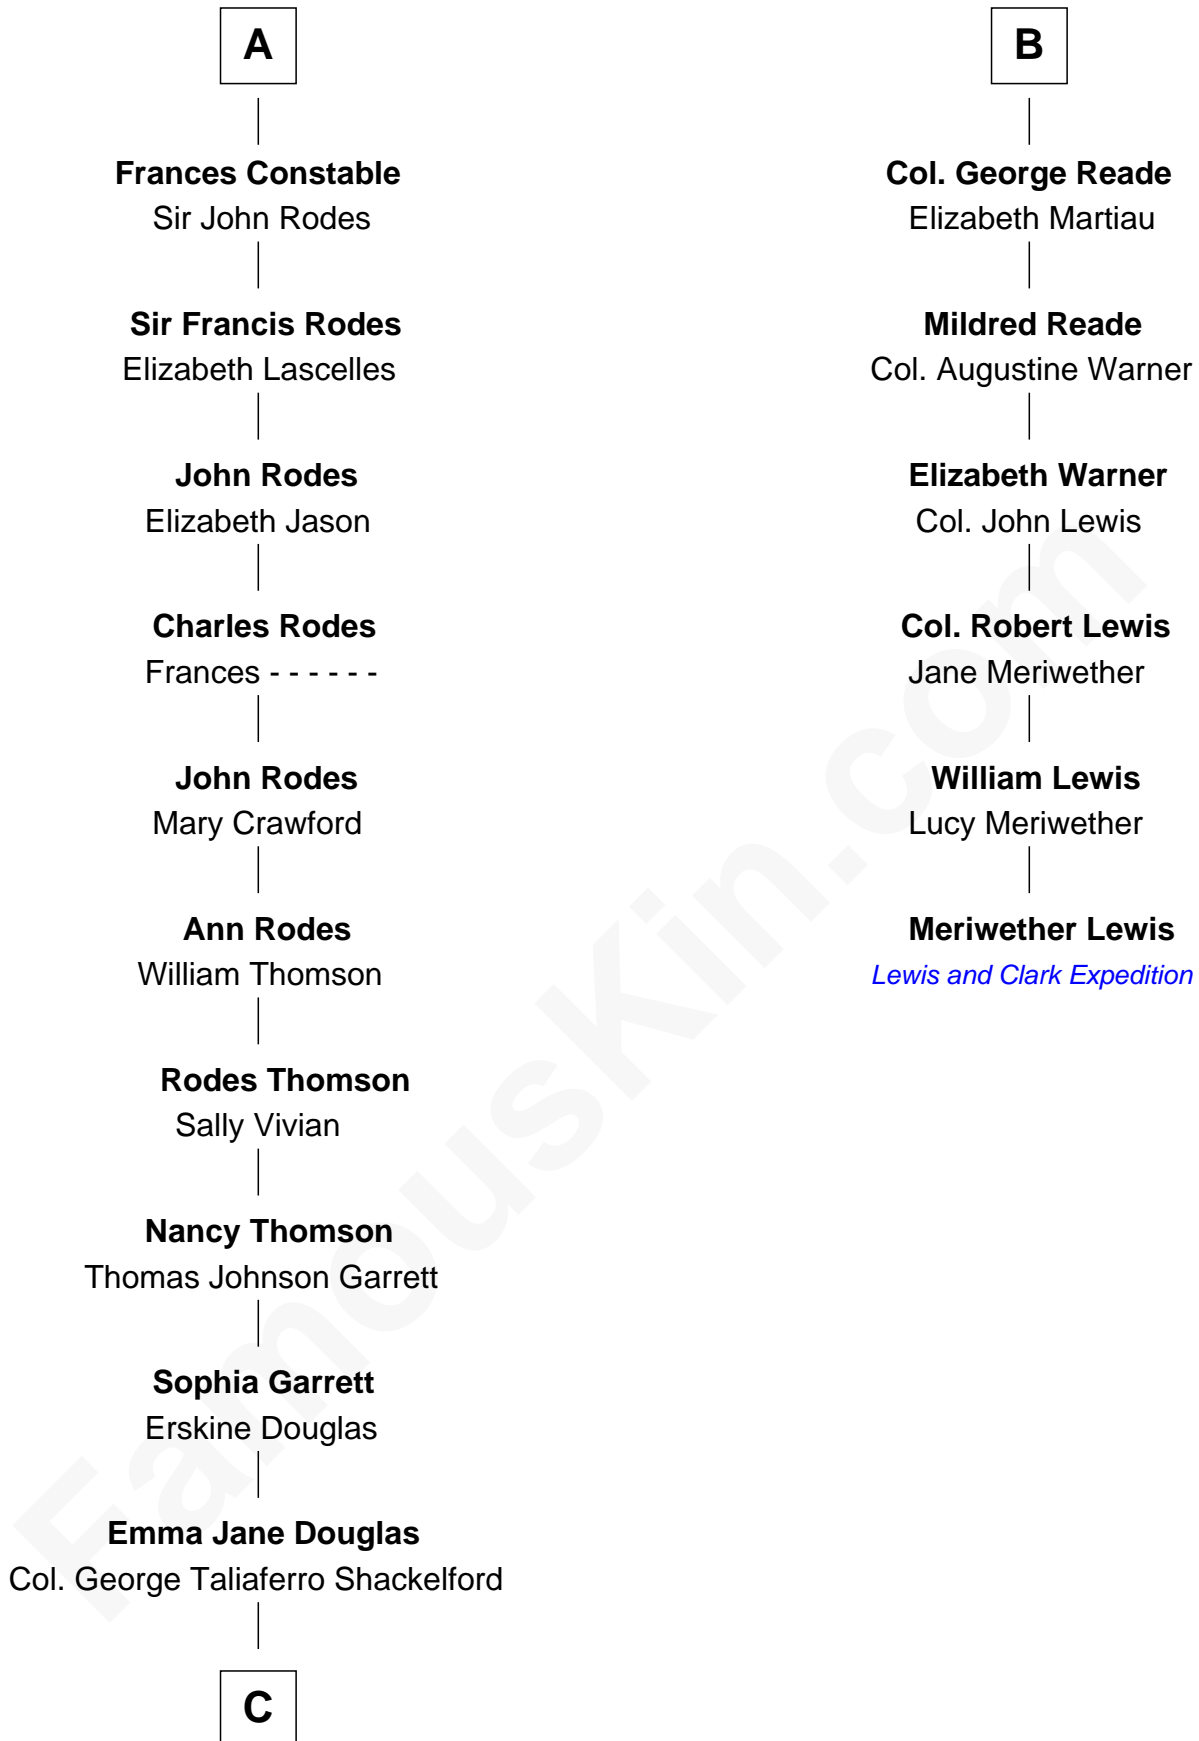 A
Frances Constable
Sir John Rodes
Sir Francis Rodes
Elizabeth Lascelles
John Rodes
Elizabeth Jason
Charles Rodes
Frances - - - - - -
John Rodes
Mary Crawford
Ann Rodes
William Thomson
Rodes Thomson
Sally Vivian
Nancy Thomson
Thomas Johnson Garrett
Sophia Garrett
Erskine Douglas
Emma Jane Douglas
Col. George Taliaferro Shackelford
C
B
Col. George Reade
Elizabeth Martiau
Mildred Reade
Col. Augustine Warner
Elizabeth Warner
Col. John Lewis
Col. Robert Lewis
Jane Meriwether
William Lewis
Lucy Meriwether
Meriwether Lewis
Lewis and Clark Expedition
FamousKin.com